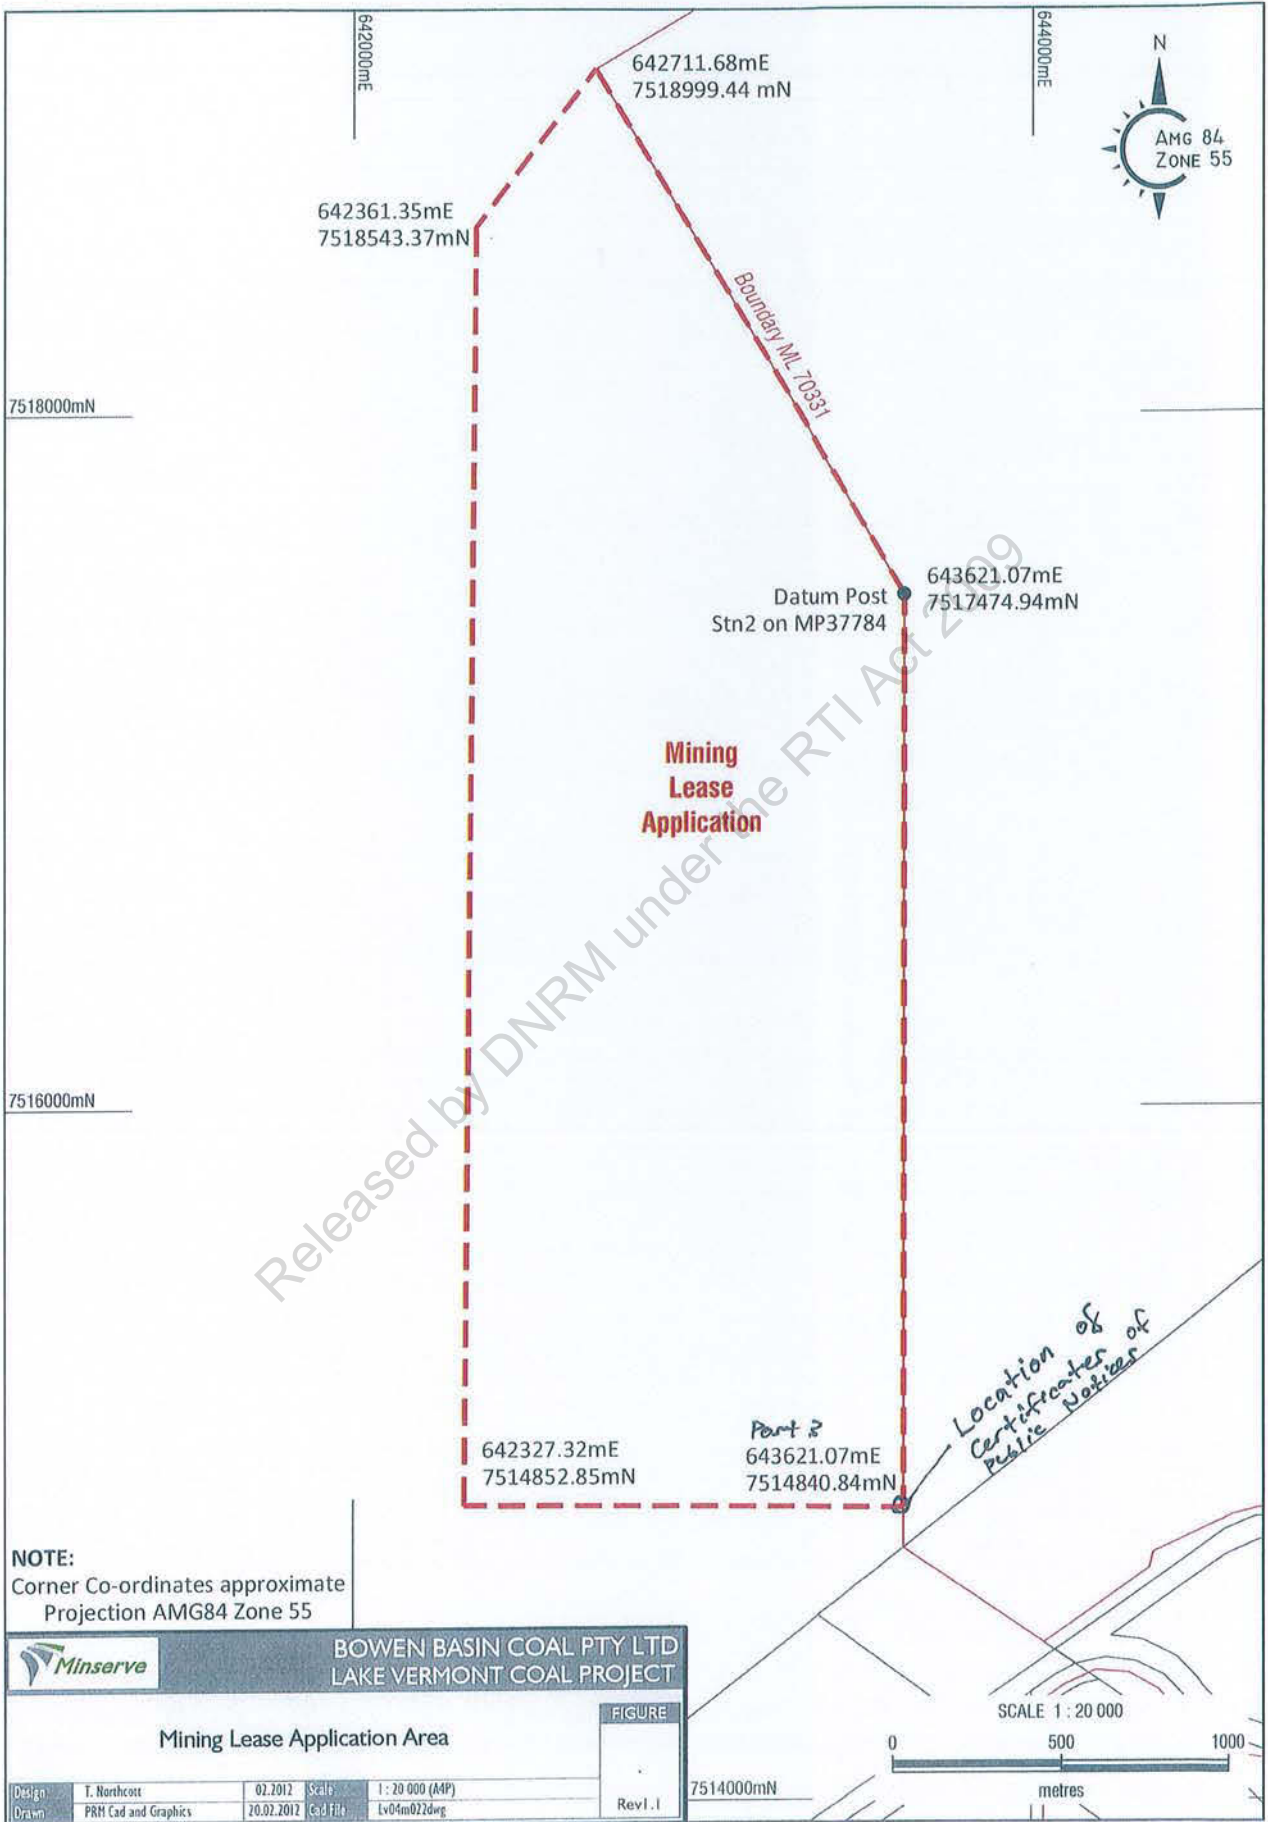 642000mE
644000mE
642711.68mE
7518999.44 mN
N
AMG 84
ZONE 55
642361.35mE
7518543.37mN
Boundary ML 70331
7518000mN
643621.07mE
7517474.94mN
Datum Post
Stn2 on MP37784
Mining
Lease
Application
Released by DNRM under the RTI Act 2009
7516000mN
Location of
Certificates of
Public Notices
642327.32mE
7514852.85mN
643621.07mE
7514840.84mN
NOTE:
Corner Co-ordinates approximate
Projection AMG84 Zone 55
Minserve
BOWEN BASIN COAL PTY LTD
LAKE VERMONT COAL PROJECT
Mining Lease Application Area
FIGURE
Rev1.1
Design T. Northcott 02.2012 Scale 1 : 20 000 (A4P)
Drawn PRM Cad and Graphics 20.02.2012 Cad File Lv04m022dwg
7514000mN
SCALE 1 : 20 000
0 500 1000
metres